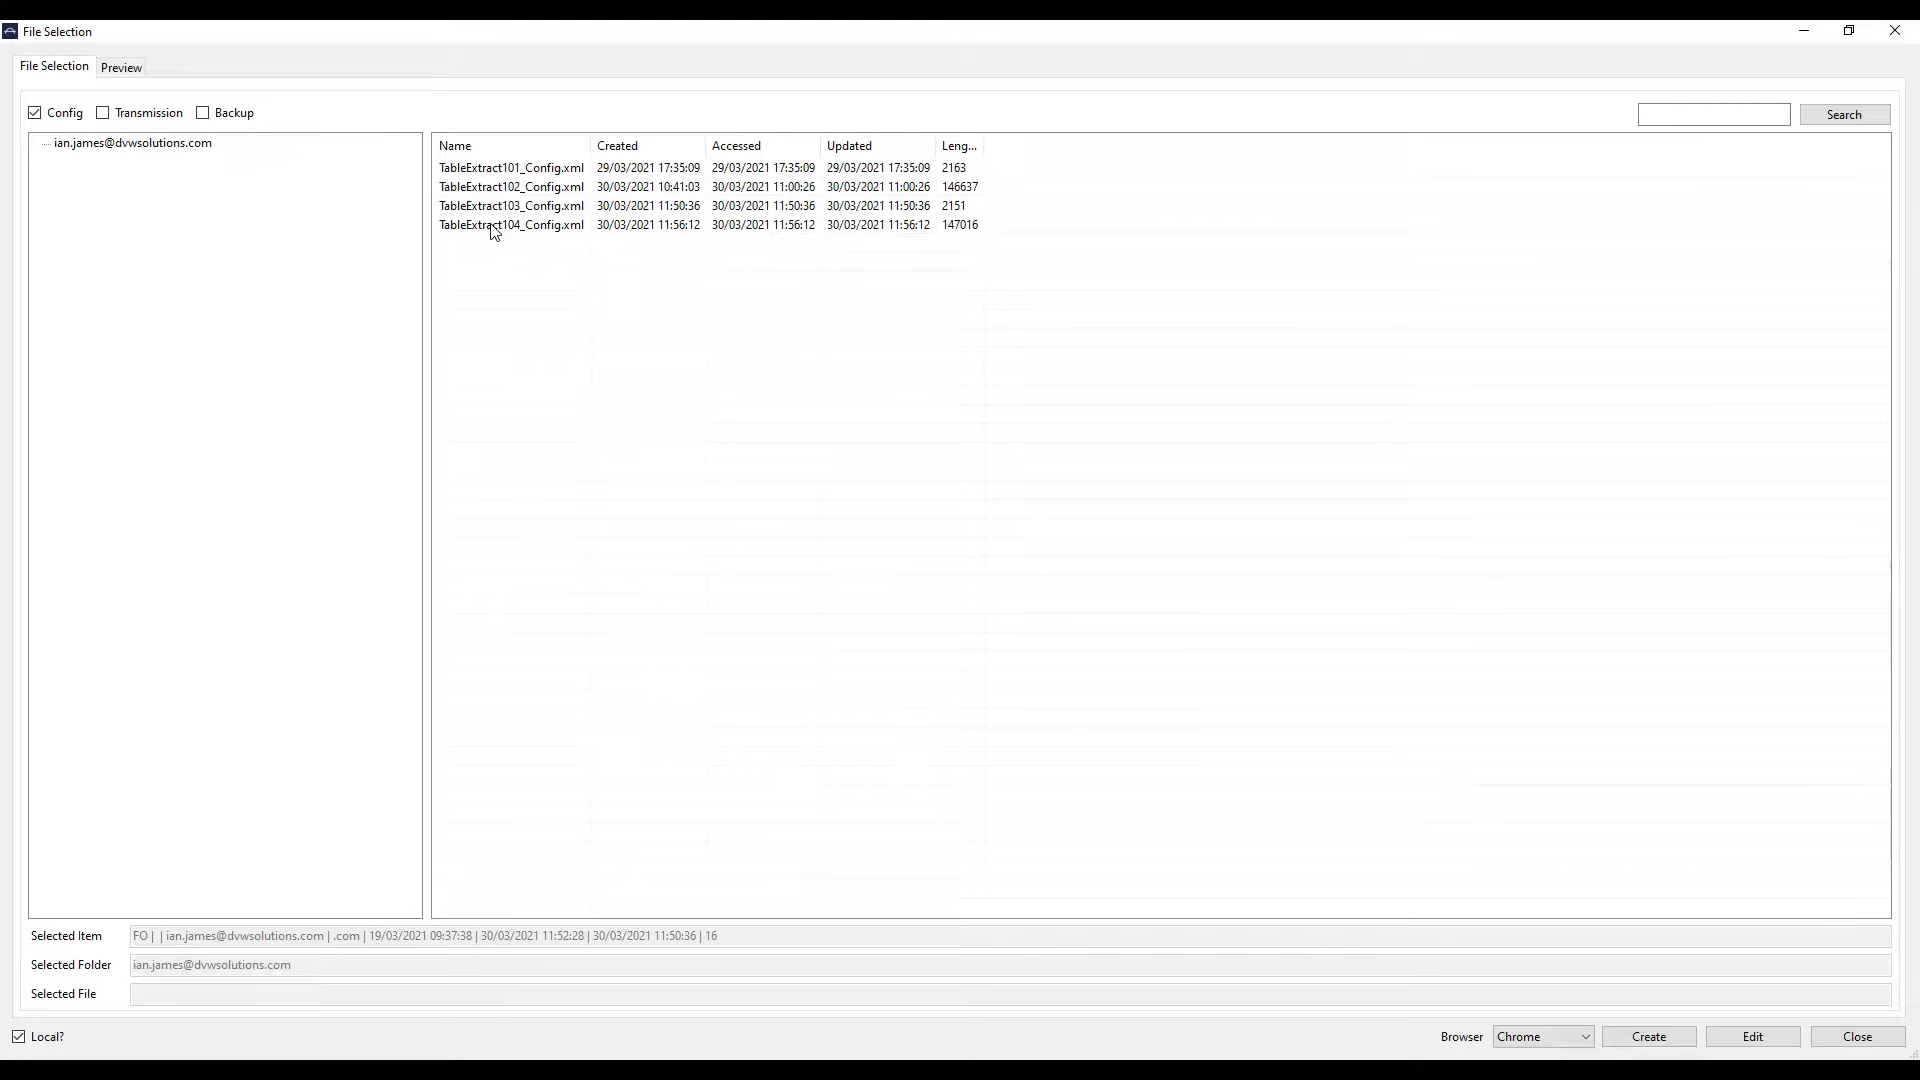 File Selection
File Selection Preview
Config Transmission Backup Search
ian.james@dvwsolutions.com
Name Created Accessed Updated Leng...
TableExtract101_Config.xml 29/03/2021 17:35:09 29/03/2021 17:35:09 29/03/2021 17:35:09 2163
TableExtract102_Config.xml 30/03/2021 10:41:03 30/03/2021 11:00:26 30/03/2021 11:00:26 146637
TableExtract103_Config.xml 30/03/2021 11:50:36 30/03/2021 11:50:36 30/03/2021 11:50:36 2151
TableExtract104_Config.xml 30/03/2021 11:56:12 30/03/2021 11:56:12 30/03/2021 11:56:12 147016
Selected Item FO | | ian.james@dvwsolutions.com | .com | 19/03/2021 09:37:38 | 30/03/2021 11:52:28 | 30/03/2021 11:50:36 | 16
Selected Folder ian.james@dvwsolutions.com
Selected File
Local? Browser Chrome Create Edit Close